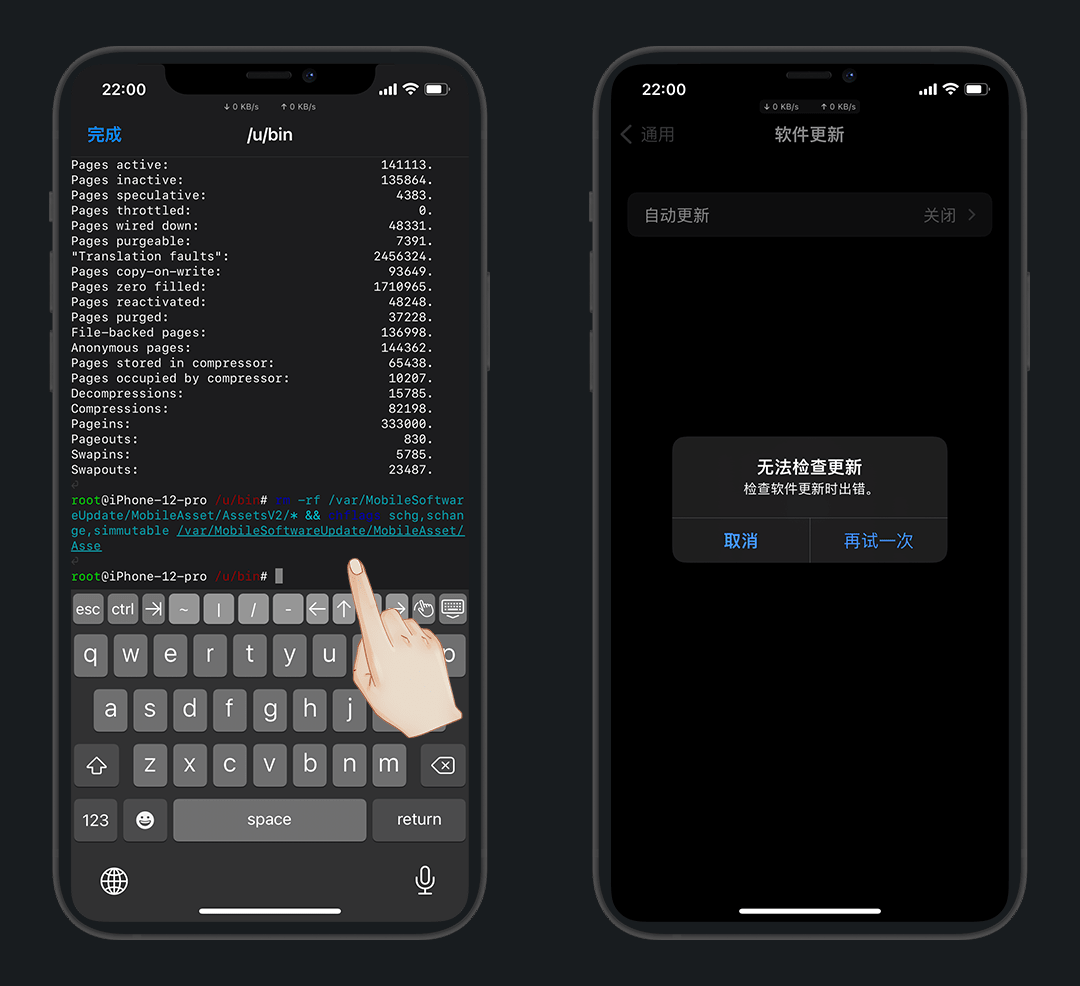 22:00
↓ 0 KB/s ↑ 0 KB/s
完成 /u/bin
Pages active: 141113.
Pages inactive: 135864.
Pages speculative: 4383.
Pages throttled: 0.
Pages wired down: 48331.
Pages purgeable: 7391.
"Translation faults": 2456324.
Pages copy-on-write: 93649.
Pages zero filled: 1710965.
Pages reactivated: 48248.
Pages purged: 37228.
File-backed pages: 136998.
Anonymous pages: 144362.
Pages stored in compressor: 65438.
Pages occupied by compressor: 10207.
Decompressions: 15785.
Compressions: 82198.
Pageins: 333000.
Pageouts: 830.
Swapins: 5785.
Swapouts: 23487.
root@iPhone-12-pro /u/bin# rm -rf /var/MobileSoftwar
eUpdate/MobileAsset/AssetsV2/* && chflags schg,schan
ge,simmutable /var/MobileSoftwareUpdate/MobileAsset/
Asse
root@iPhone-12-pro /u/bin#
esc ctrl →| ~ | / - ← ↑ →
q w e r t y u p
a s d f g h j
z x c v b n m
123 space return
22:00
↓ 0 KB/s ↑ 0 KB/s
通用 软件更新
自动更新 关闭
无法检查更新
检查软件更新时出错。
取消 再试一次